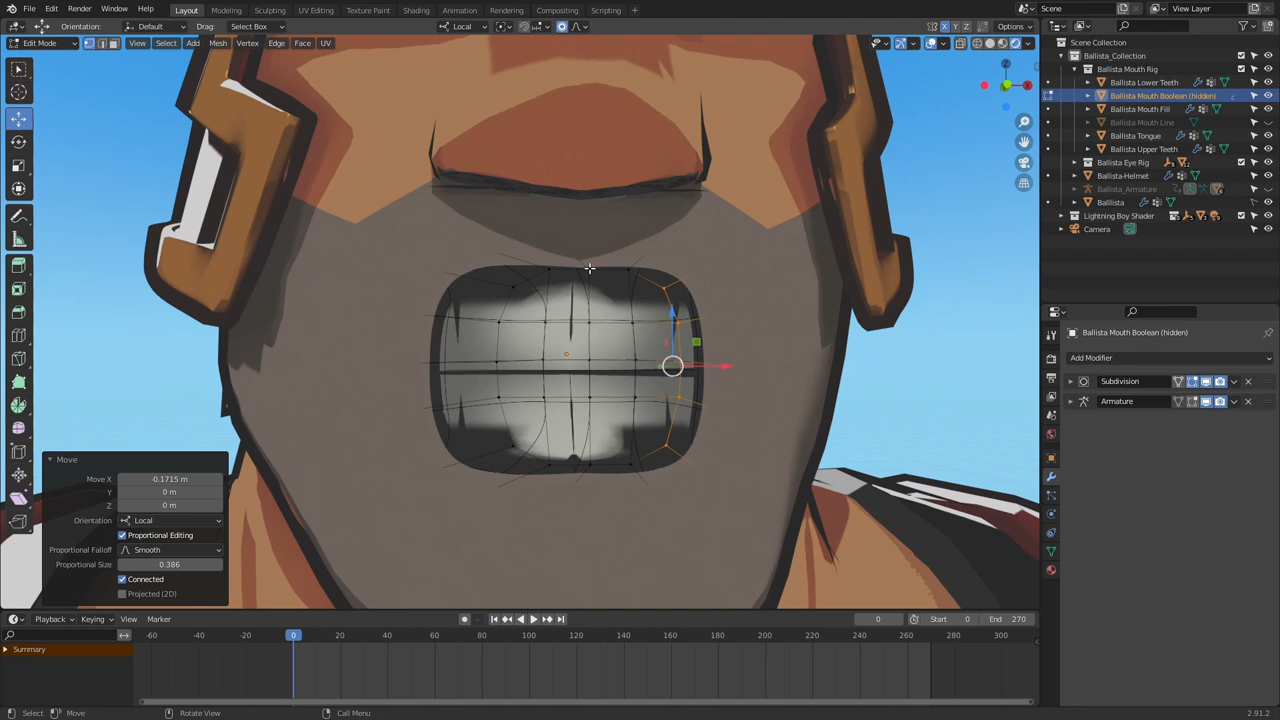 File Edit Render Window Help Layout Modeling Sculpting UV Editing Texture Paint Shading Animation Rendering Compositing Scripting Scene View Layer
Orientation: Default Drag: Select Box Local X Y Z Options
Edit Mode View Select Add Mesh Vertex Edge Face UV
Scene Collection
Ballista_Collection
Ballista Mouth Rig
Ballista Lower Teeth
Ballista Mouth Boolean (hidden)
Ballista Mouth Fill
Ballista Mouth Line
Ballista Tongue
Ballista Upper Teeth
Ballista Eye Rig
Ballista-Helmet
Ballista_Armature
Balllista
Lightning Boy Shader
Camera
Z
X
Ballista Mouth Boolean (hidden)
Add Modifier
Subdivision
Armature
Move
Move X -0.1715 m
Y 0 m
Z 0 m
Orientation Local
Proportional Editing
Proportional Falloff Smooth
Proportional Size 0.386
Connected
Projected (2D)
Playback Keying View Marker 0 Start 0 End 270
-60 -40 -20 0 20 40 60 80 100 120 140 160 180 200 220 240 260 280 300
Summary
Select Move Rotate View Call Menu 2.91.2